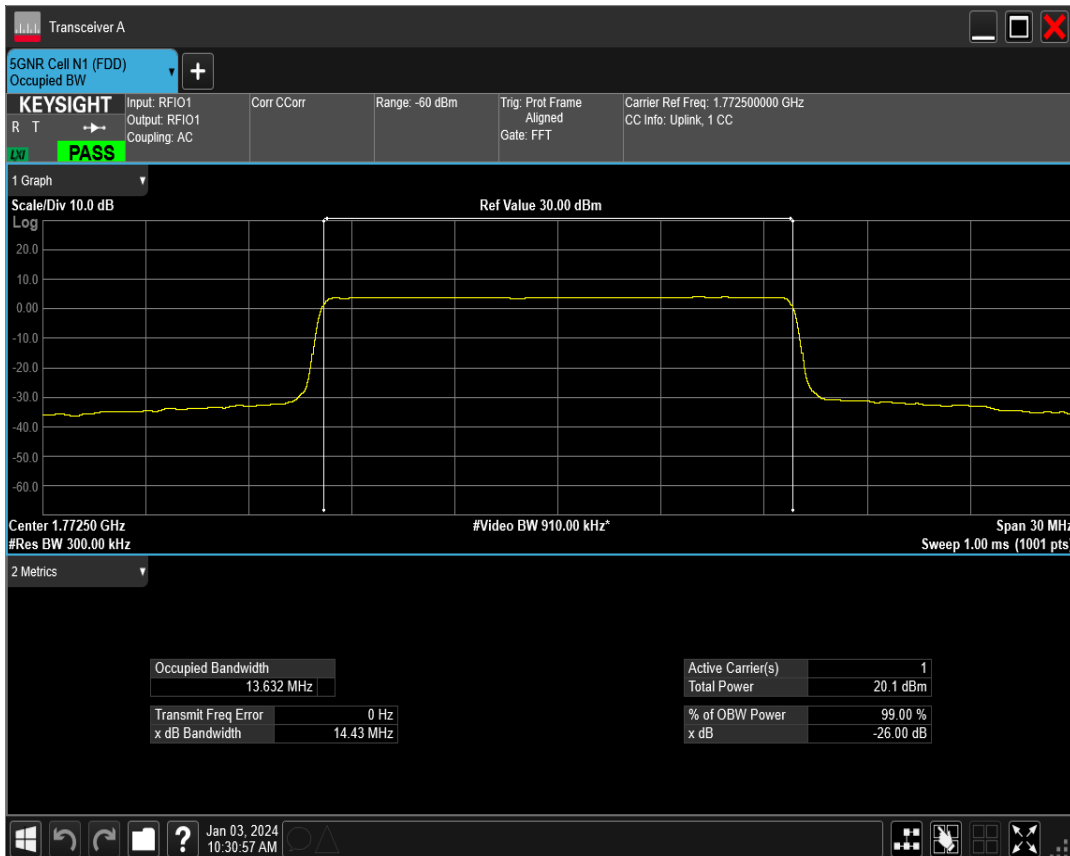 Transceiver A
5GNR Cell N1 (FDD)
Occupied BW
KEYSIGHT
R T
LXI
PASS
Input: RFIO1
Output: RFIO1
Coupling: AC
Corr CCorr
Range: -60 dBm
Trig: Prot Frame
Aligned
Gate: FFT
Carrier Ref Freq: 1.772500000 GHz
CC Info: Uplink, 1 CC
1 Graph
Scale/Div 10.0 dB
Ref Value 30.00 dBm
Log
20.0
10.0
0.00
-10.0
-20.0
-30.0
-40.0
-50.0
-60.0
Center 1.77250 GHz
#Video BW 910.00 kHz*
Span 30 MHz
#Res BW 300.00 kHz
Sweep 1.00 ms (1001 pts)
2 Metrics
Occupied Bandwidth
13.632 MHz
Transmit Freq Error 0 Hz
x dB Bandwidth 14.43 MHz
Active Carrier(s) 1
Total Power 20.1 dBm
% of OBW Power 99.00 %
x dB -26.00 dB
?
Jan 03, 2024
10:30:57 AM